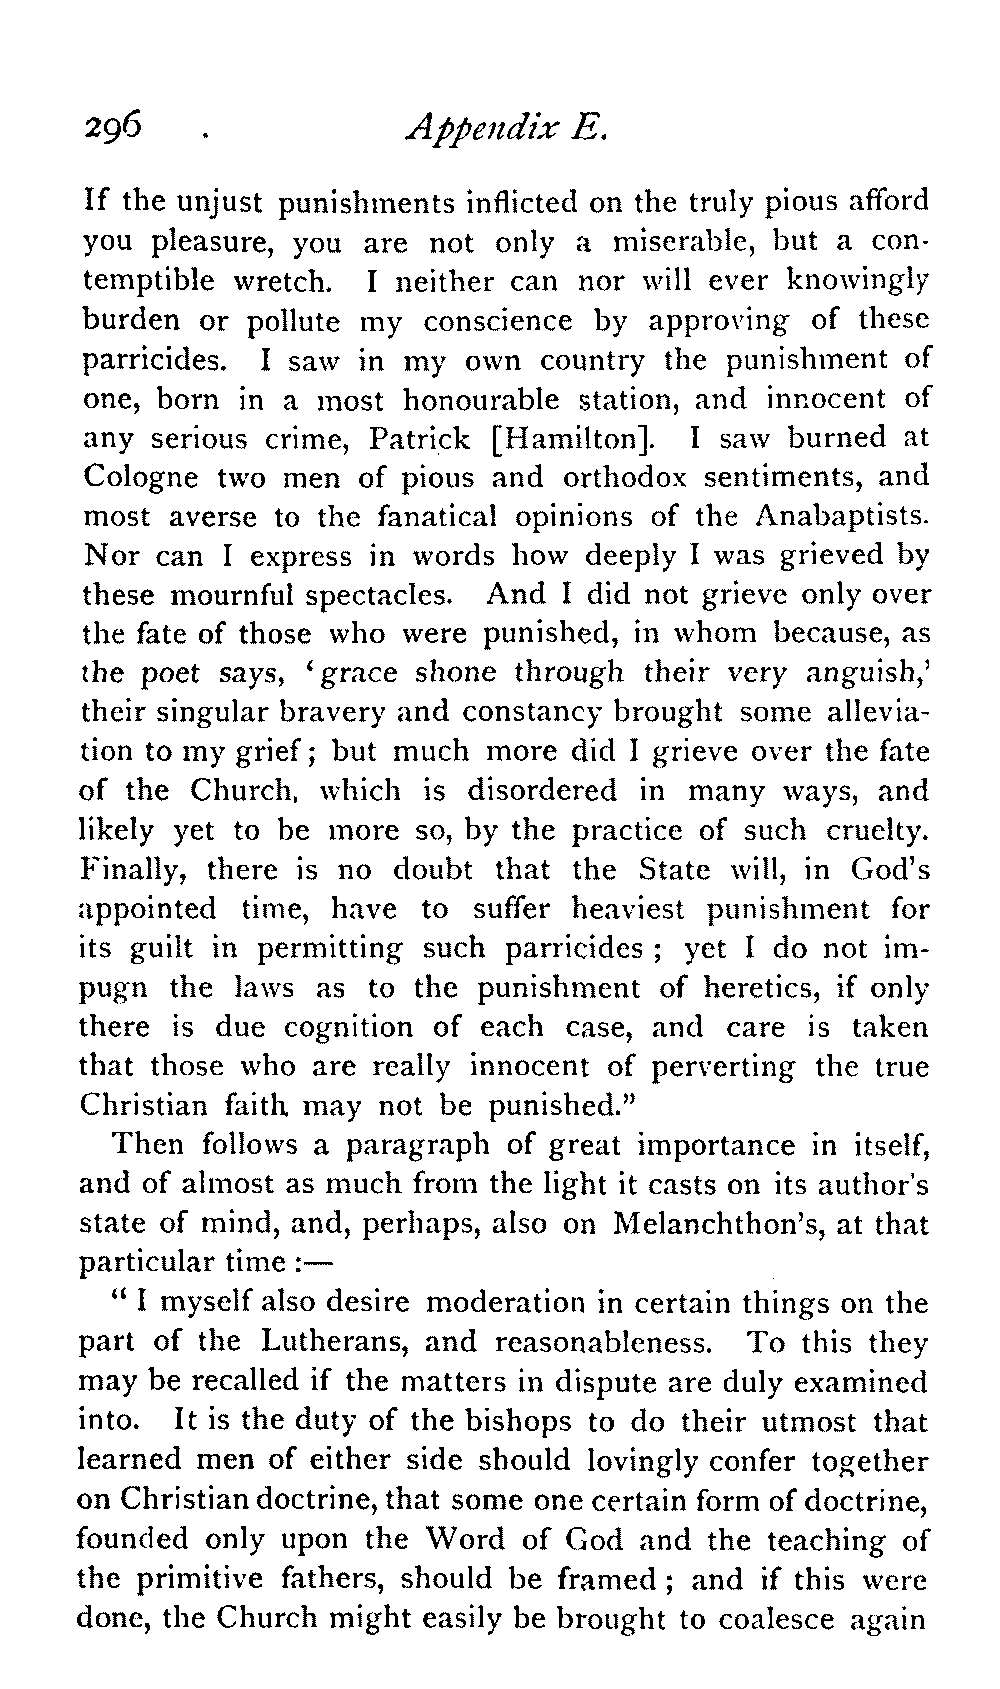 296 . Appendix E.
If the unjust punishments inflicted on the truly pious afford
you pleasure, you are not only a miserable, but a con-
temptible wretch. I neither can nor will ever knowingly
burden or pollute my conscience by approving of these
parricides. I saw in my own country the punishment of
one, born in a most honourable station, and innocent of
any serious crime, Patrick [Hamilton]. I saw burned at
Cologne two men of pious and orthodox sentiments, and
most averse to the fanatical opinions of the Anabaptists.
Nor can I express in words how deeply I was grieved by
these mournful spectacles. And I did not grieve only over
the fate of those who were punished, in whom because, as
the poet says, ‘grace shone through their very anguish,’
their singular bravery and constancy brought some allevia-
tion to my grief; but much more did I grieve over the fate
of the Church, which is disordered in many ways, and
likely yet to be more so, by the practice of such cruelty.
Finally, there is no doubt that the State will, in God's
appointed time, have to suffer heaviest punishment for
its guilt in permitting such parricides; yet I do not im-
pugn the laws as to the punishment of heretics, if only
there is due cognition of each case, and care is taken
that those who are really innocent of perverting the true
Christian faith may not be punished.”
Then follows a paragraph of great importance in itself,
and of almost as much from the light it casts on its author's
state of mind, and, perhaps, also on Melanchthon's, at that
particular time :—
“I myself also desire moderation in certain things on the
part of the Lutherans, and reasonableness. To this they
may be recalled if the matters in dispute are duly examined
into. It is the duty of the bishops to do their utmost that
learned men of either side should lovingly confer together
on Christian doctrine, that some one certain form of doctrine,
founded only upon the Word of God and the teaching of
the primitive fathers, should be framed; and if this were
done, the Church might easily be brought to coalesce again